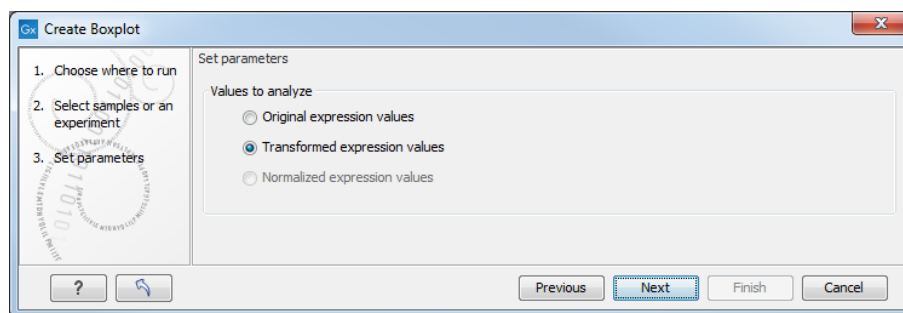 Gx Create Boxplot
1. Choose where to run
2. Select samples or an
experiment
3. Set parameters
Set parameters
Values to analyze
Original expression values
Transformed expression values
Normalized expression values
?
Previous
Next
Finish
Cancel